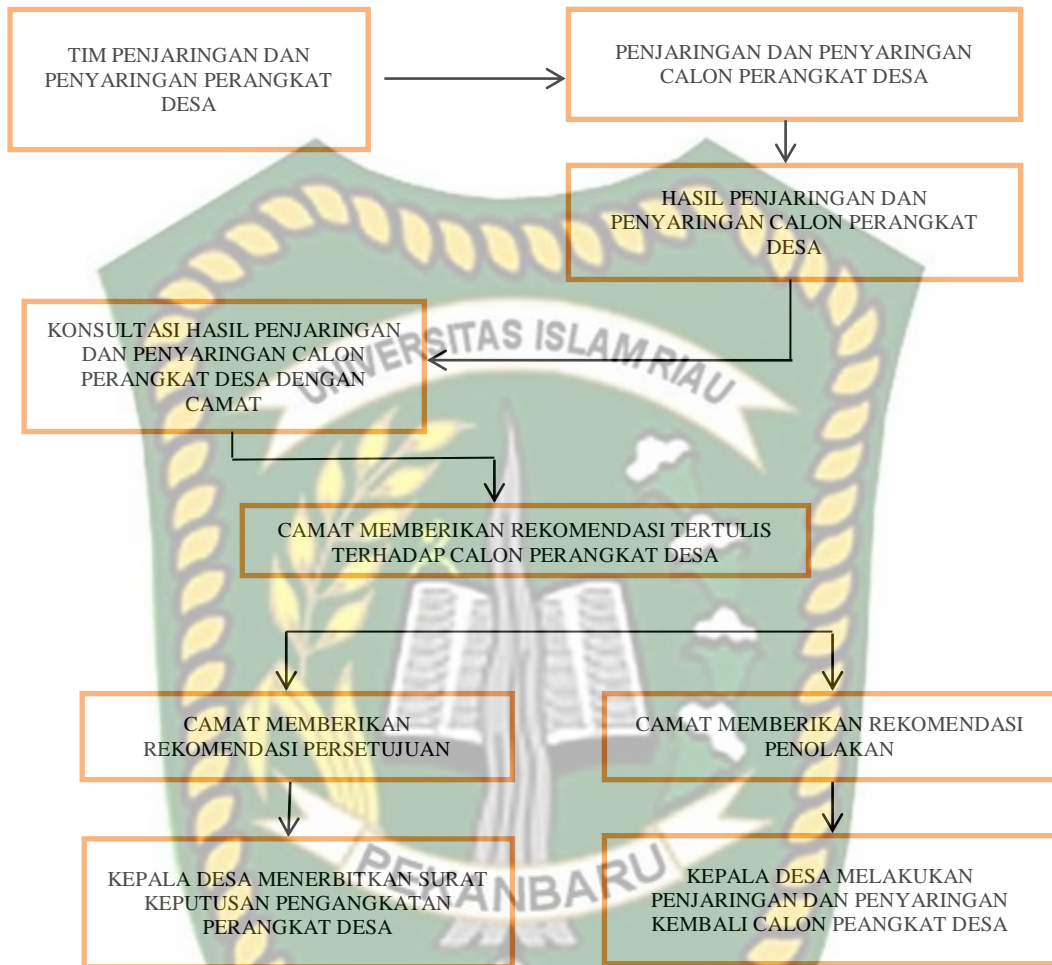 TIM PENJARINGAN DAN
PENYARINGAN PERANGKAT
DESA
PENJARINGAN DAN PENYARINGAN
CALON PERANGKAT DESA
HASIL PENJARINGAN DAN
PENYARINGAN CALON PERANGKAT
DESA
KONSULTASI HASIL PENJARINGAN
DAN PENYARINGAN CALON
PERANGKAT DESA DENGAN
CAMAT
UNIVERSITAS ISLAM RIAU
CAMAT MEMBERIKAN REKOMENDASI TERTULIS
TERHADAP CALON PERANGKAT DESA
CAMAT MEMBERIKAN
REKOMENDASI PERSETUJUAN
CAMAT MEMBERIKAN REKOMENDASI
PENOLAKAN
PEKANBARU
KEPALA DESA MENERBITKAN SURAT
KEPUTUSAN PENGANGKATAN
PERANGKAT DESA
KEPALA DESA MELAKUKAN
PENJARINGAN DAN PENYARINGAN
KEMBALI CALON PEANGKAT DESA